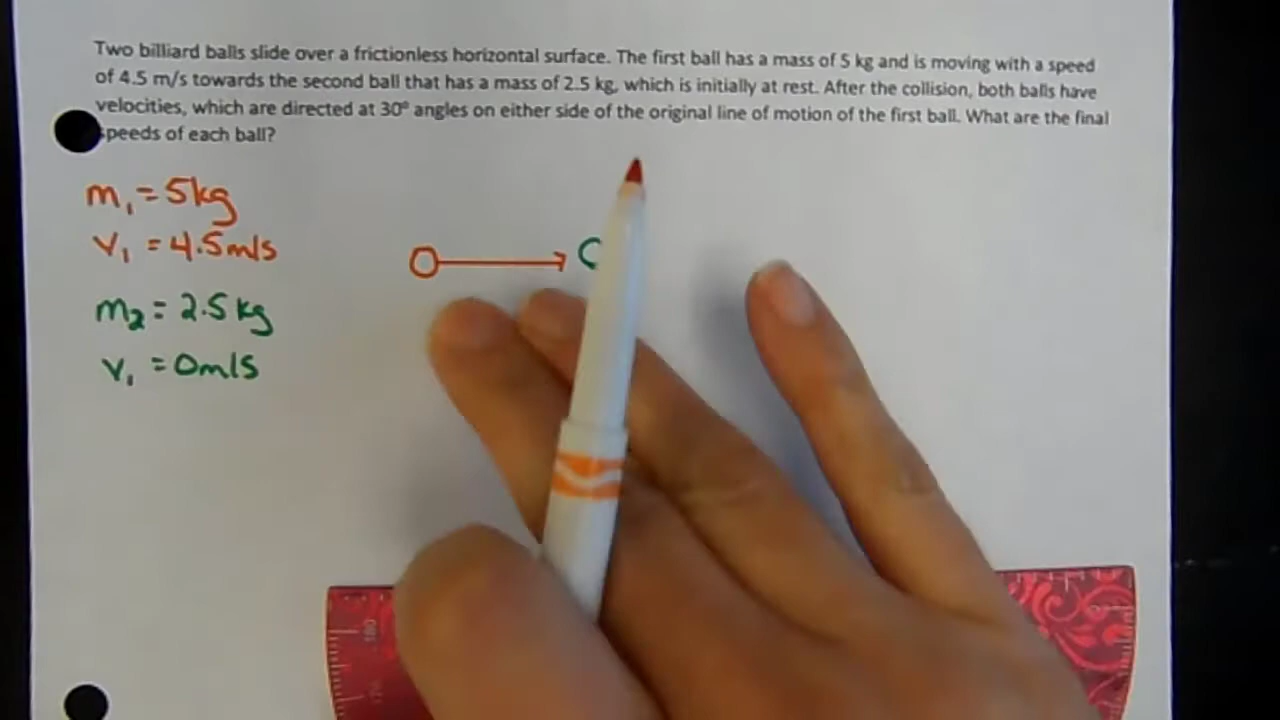 Two billiard balls slide over a frictionless horizontal surface. The first ball has a mass of 5 kg and is moving with a speed
of 4.5 m/s towards the second ball that has a mass of 2.5 kg, which is initially at rest. After the collision, both balls have
velocities, which are directed at 30° angles on either side of the original line of motion of the first ball. What are the final
speeds of each ball?
m₁ = 5kg
v₁ = 4.5m/s
m₂ = 2.5kg
v₁ = 0m/s
180